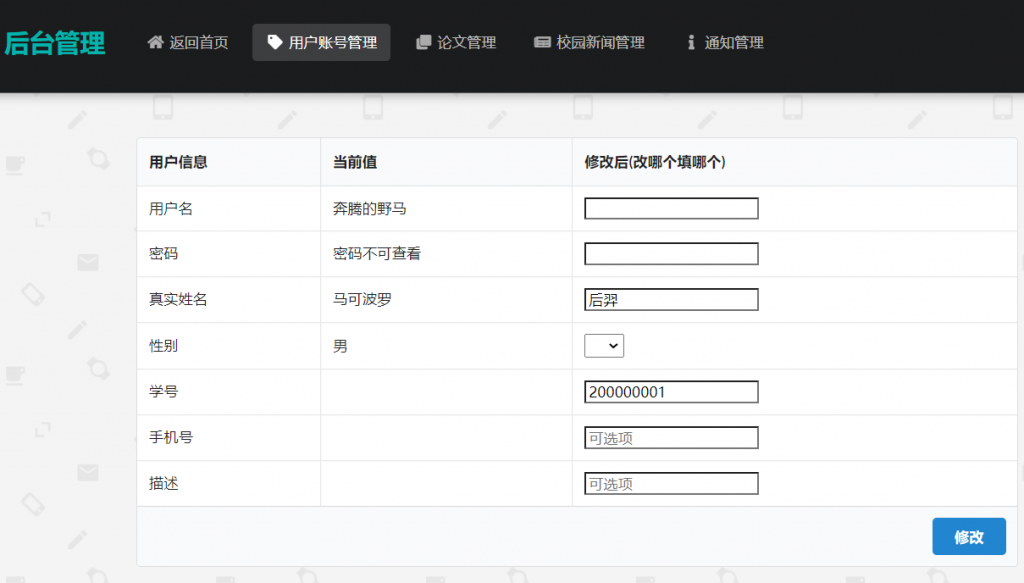 后台管理 返回首页 用户账号管理 论文管理 校园新闻管理 通知管理
用户信息 当前值 修改后(改哪个填哪个)
用户名 奔腾的野马
密码 密码不可查看
真实姓名 马可波罗 后羿
性别 男
学号 200000001
手机号 可选项
描述 可选项
修改